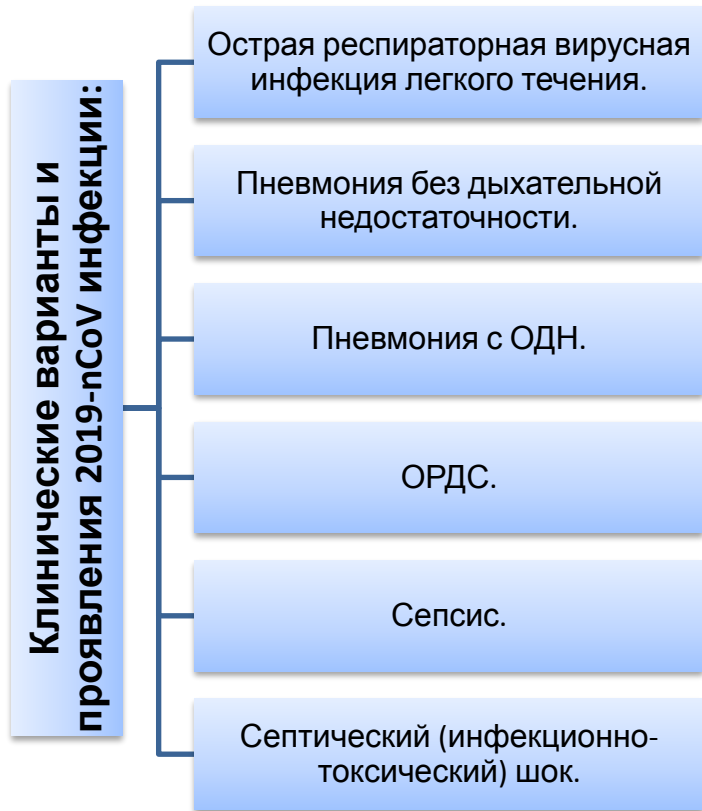 Клинические варианты и
проявления 2019-nCoV инфекции:
Острая респираторная вирусная
инфекция легкого течения.
Пневмония без дыхательной
недостаточности.
Пневмония с ОДН.
ОРДС.
Сепсис.
Септический (инфекционно-
токсический) шок.